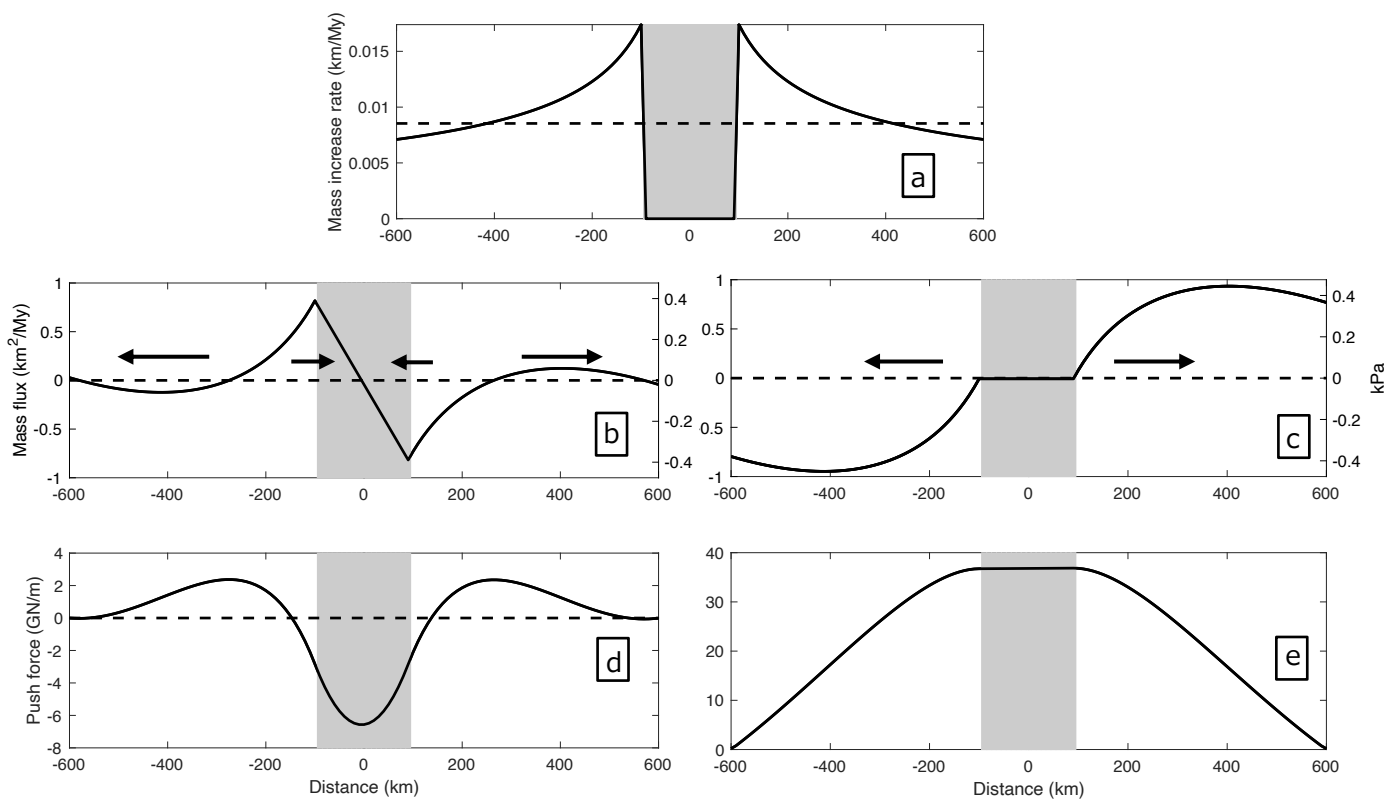 Mass increase rate (km/My)
0.015
0.01
0.005
0
-600 -400 -200 0 200 400 600
a
Mass flux (km²/My)
1
0.5
0
-0.5
-1
0.4
0.2
0
-0.2
-0.4
-600 -400 -200 0 200 400 600
b
1
0.5
0
-0.5
-1
0.4
0.2
0
-0.2
-0.4
kPa
-600 -400 -200 0 200 400 600
c
Push force (GN/m)
4
2
0
-2
-4
-6
-8
-600 -400 -200 0 200 400 600
Distance (km)
d
40
30
20
10
0
-600 -400 -200 0 200 400 600
Distance (km)
e